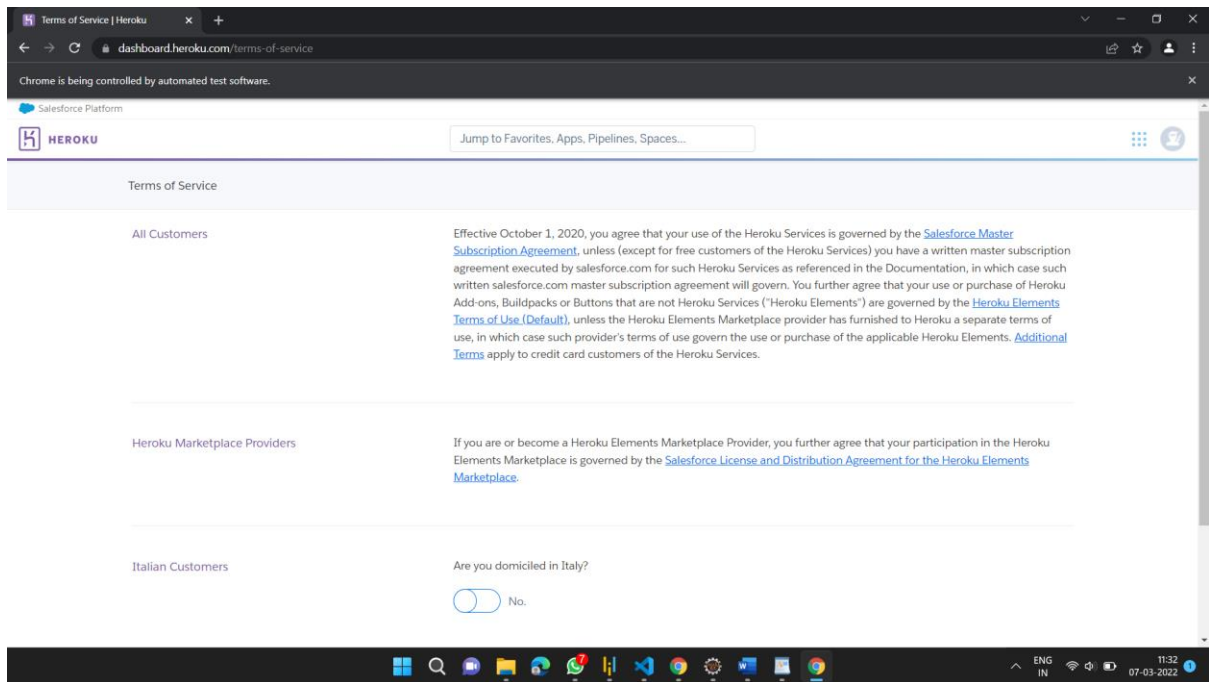 Terms of Service | Heroku
dashboard.heroku.com/terms-of-service
Chrome is being controlled by automated test software.
Salesforce Platform
HEROKU
Jump to Favorites, Apps, Pipelines, Spaces...
Terms of Service
All Customers
Effective October 1, 2020, you agree that your use of the Heroku Services is governed by the Salesforce Master
Subscription Agreement, unless (except for free customers of the Heroku Services) you have a written master subscription
agreement executed by salesforce.com for such Heroku Services as referenced in the Documentation, in which case such
written salesforce.com master subscription agreement will govern. You further agree that your use or purchase of Heroku
Add-ons, Buildpacks or Buttons that are not Heroku Services ("Heroku Elements") are governed by the Heroku Elements
Terms of Use (Default), unless the Heroku Elements Marketplace provider has furnished to Heroku a separate terms of
use, in which case such provider's terms of use govern the use or purchase of the applicable Heroku Elements. Additional
Terms apply to credit card customers of the Heroku Services.
Heroku Marketplace Providers
If you are or become a Heroku Elements Marketplace Provider, you further agree that your participation in the Heroku
Elements Marketplace is governed by the Salesforce License and Distribution Agreement for the Heroku Elements
Marketplace.
Italian Customers
Are you domiciled in Italy?
No.
7
ENG
IN
11:32
07-03-2022
1